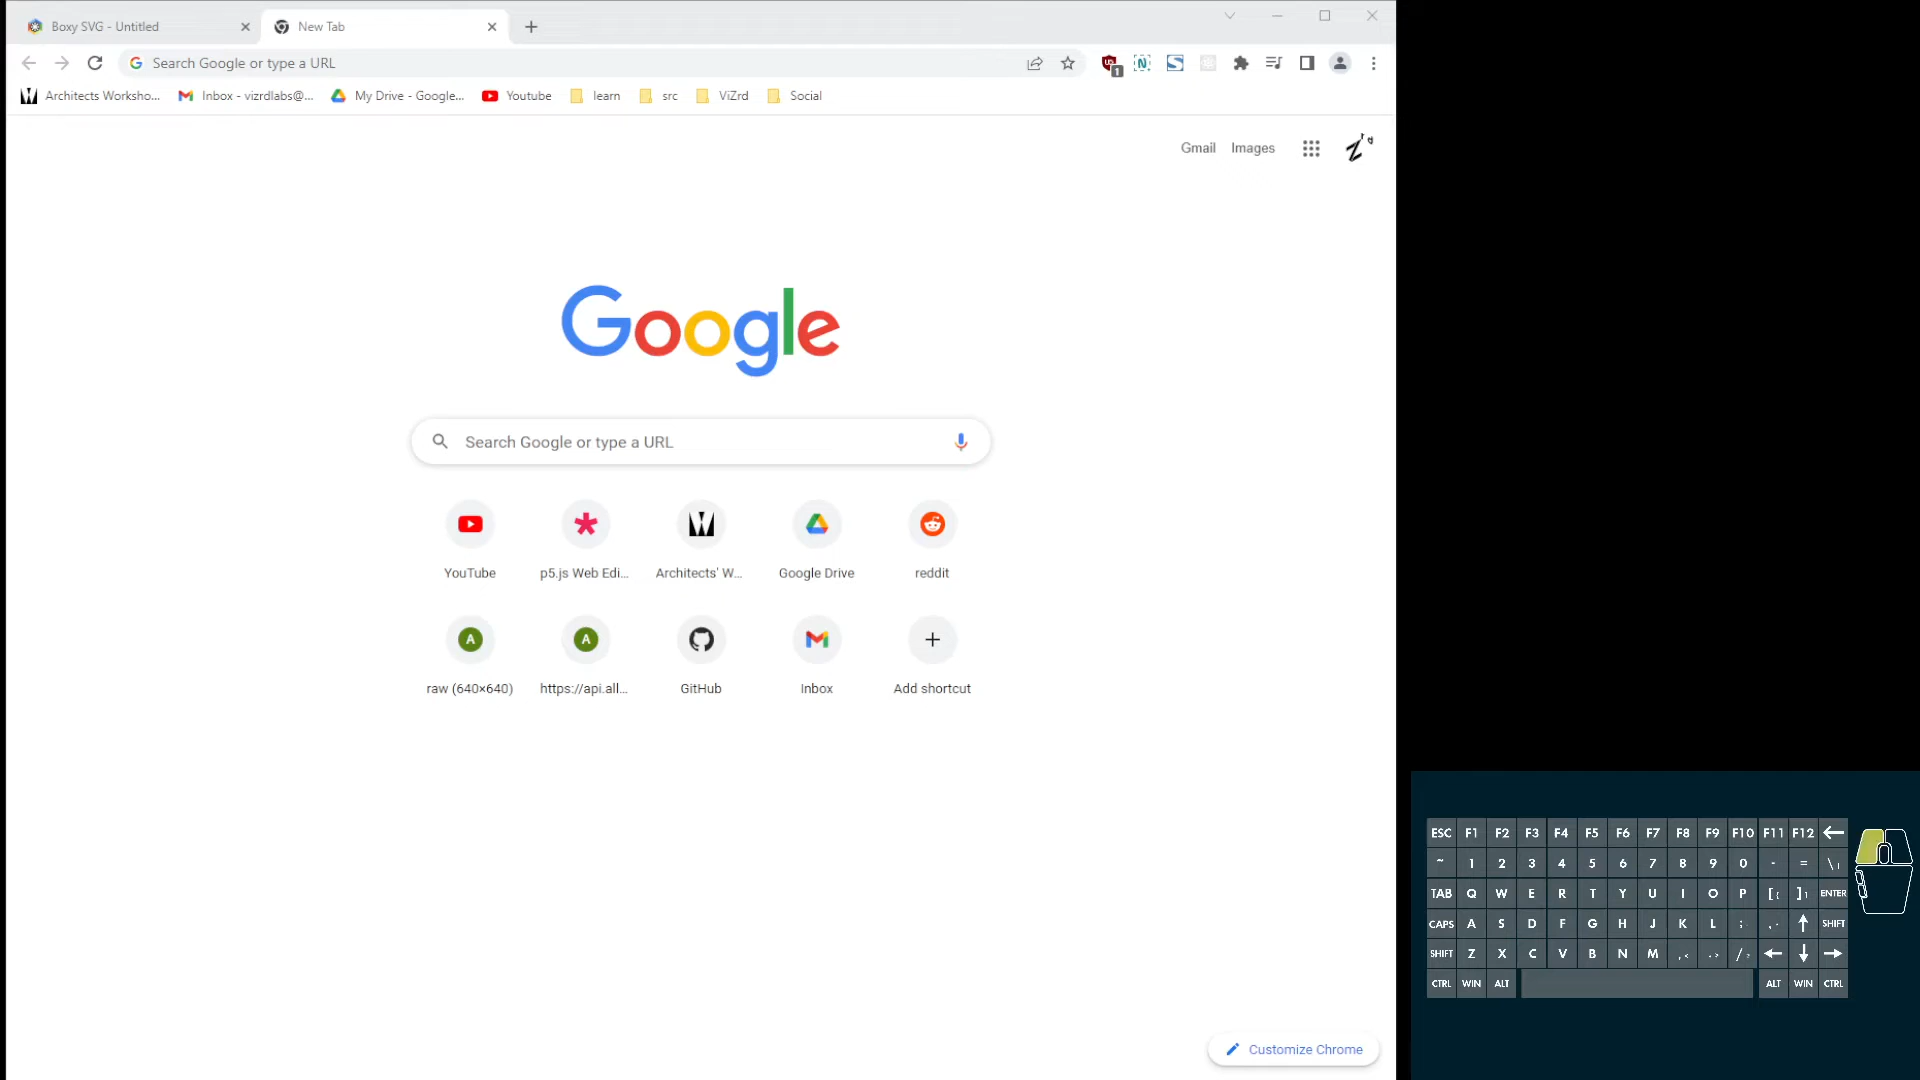 Boxy SVG - Untitled
New Tab
Search Google or type a URL
1
Architects Worksho...
Inbox - vizrdlabs@...
My Drive - Google...
Youtube
learn
src
ViZrd
Social
Gmail
Images
Google
Search Google or type a URL
YouTube
p5.js Web Edi...
Architects' W...
Google Drive
reddit
A
A
raw (640×640)
https://api.all...
GitHub
Inbox
Add shortcut
Customize Chrome
ESC F1 F2 F3 F4 F5 F6 F7 F8 F9 F10 F11 F12
~ 1 2 3 4 5 6 7 8 9 0 - = \
TAB Q W E R T Y U I O P [ ] ENTER
CAPS A S D F G H J K L ; SHIFT
SHIFT Z X C V B N M , . /
CTRL WIN ALT ALT WIN CTRL